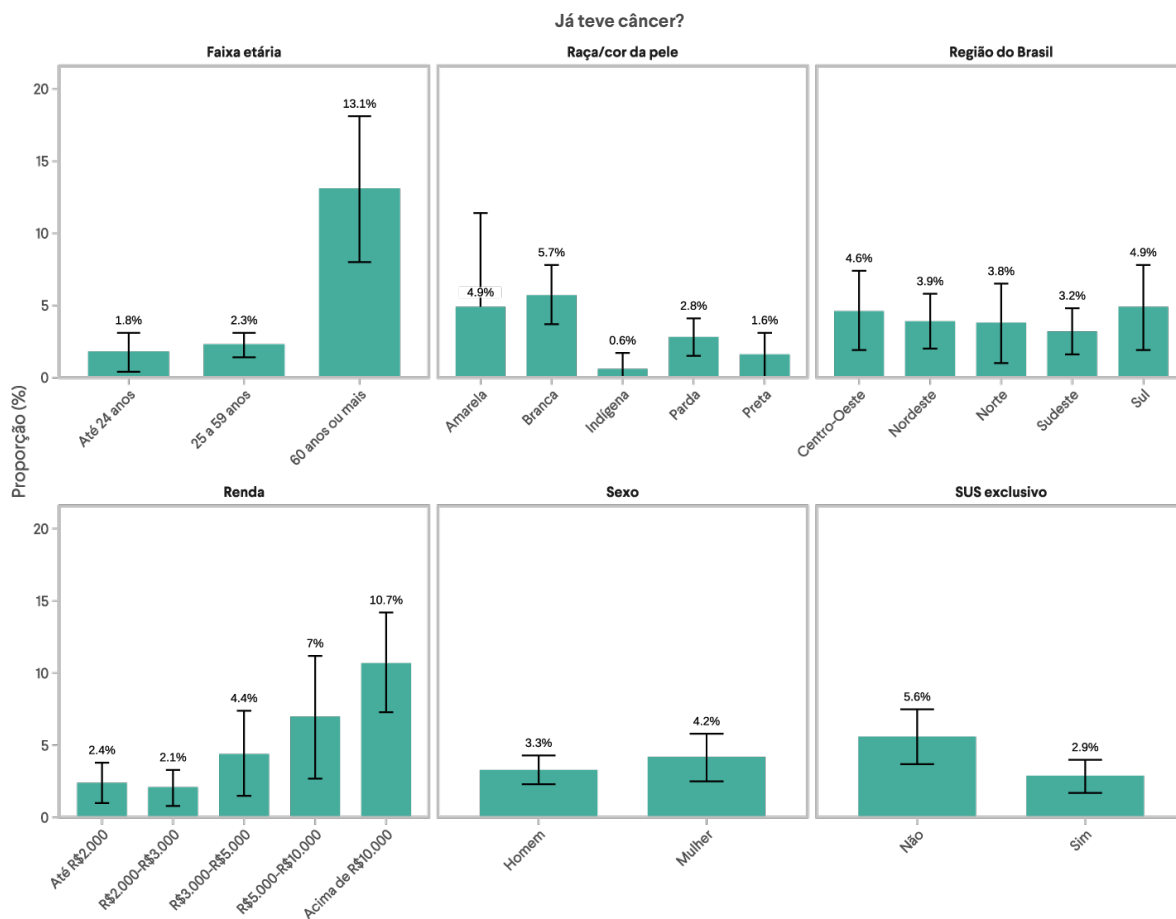 Já teve câncer?
Faixa etária
Raça/cor da pele
Região do Brasil
Proporção (%)
20
15
10
5
0
1.8%
2.3%
13.1%
Até 24 anos
25 a 59 anos
60 anos ou mais
4.9%
5.7%
0.6%
2.8%
1.6%
Amarela
Branca
Indígena
Parda
Preta
4.6%
3.9%
3.8%
3.2%
4.9%
Centro-Oeste
Nordeste
Norte
Sudeste
Sul
Renda
Sexo
SUS exclusivo
20
15
10
5
0
2.4%
2.1%
4.4%
7%
10.7%
Até R$2.000
R$2.000-R$3.000
R$3.000-R$5.000
R$5.000-R$10.000
Acima de R$10.000
3.3%
4.2%
Homem
Mulher
5.6%
2.9%
Não
Sim